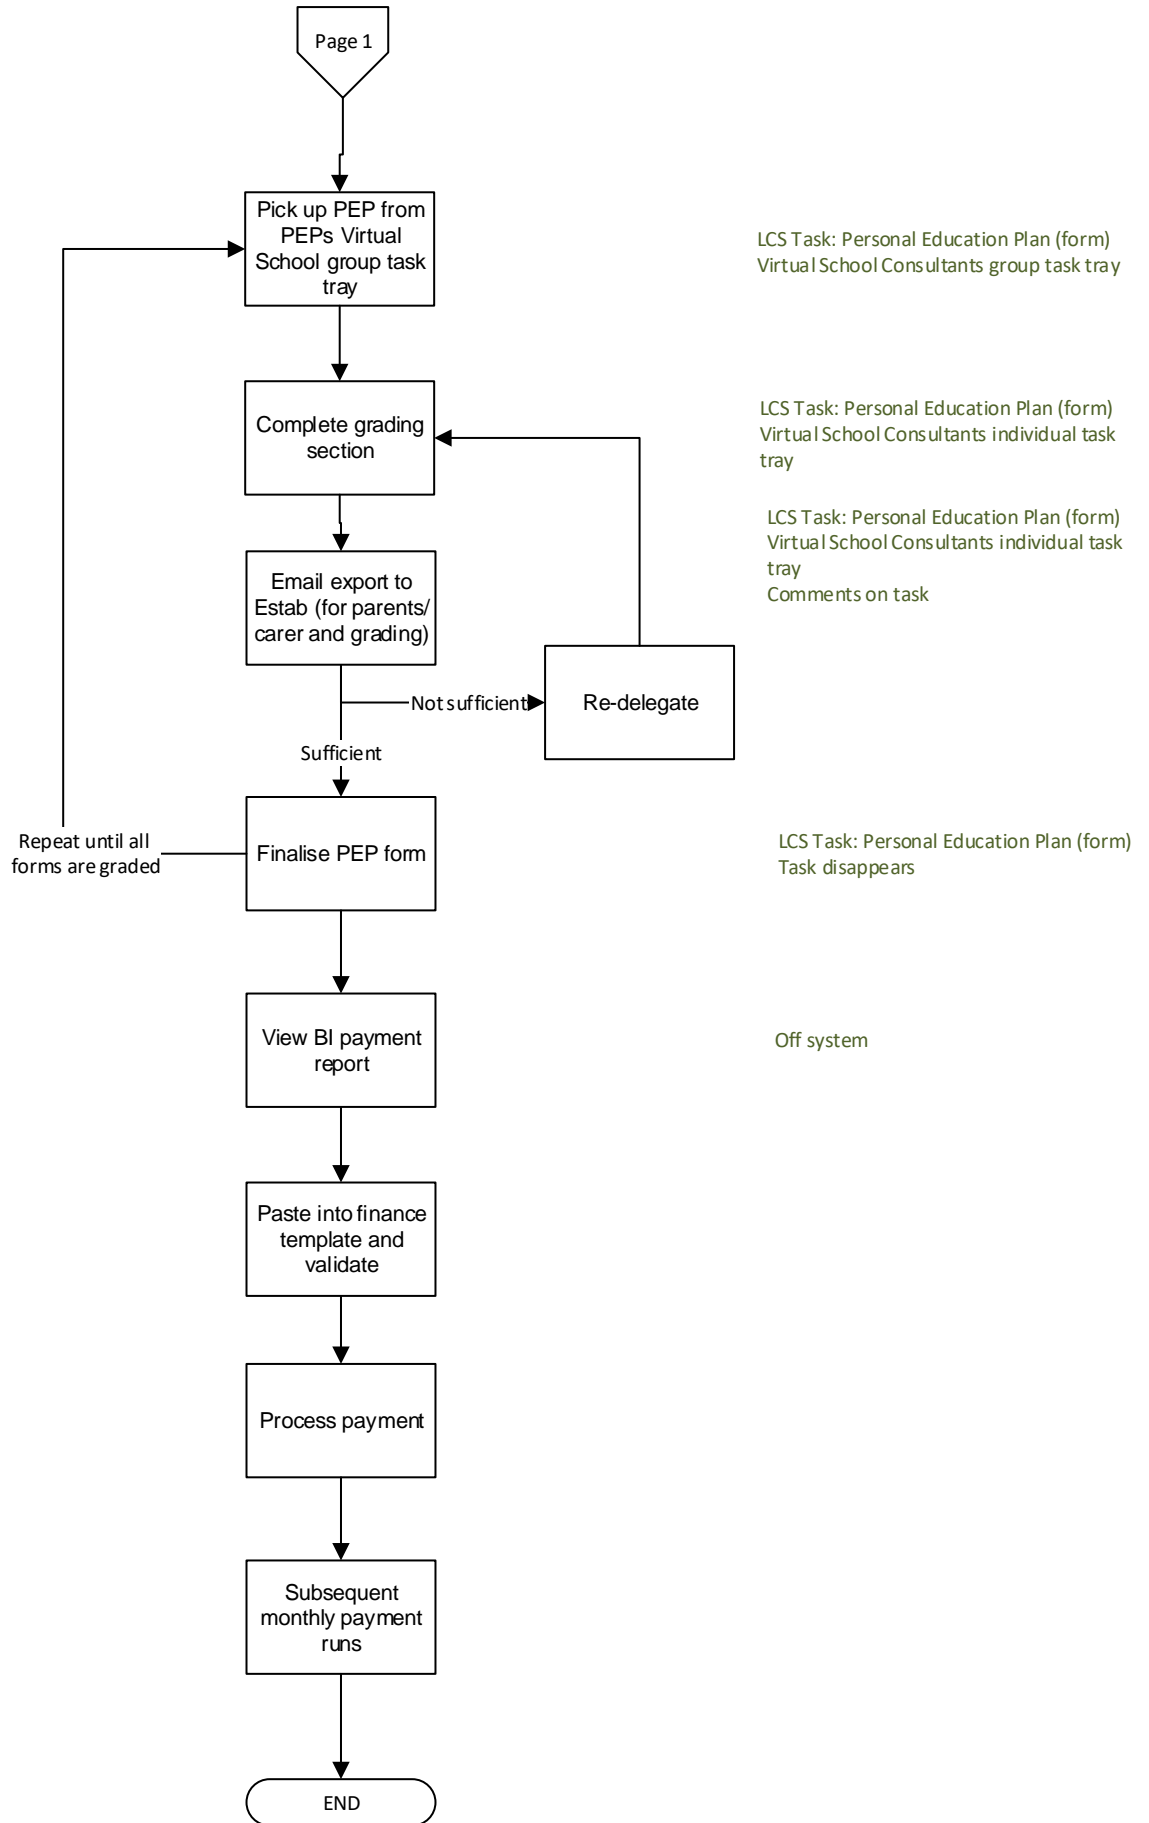 Page 1
Pick up PEP from
PEPs Virtual
School group task
tray
LCS Task: Personal Education Plan (form)
Virtual School Consultants group task tray
Complete grading
section
LCS Task: Personal Education Plan (form)
Virtual School Consultants individual task
tray
Email export to
Estab (for parents/
carer and grading)
LCS Task: Personal Education Plan (form)
Virtual School Consultants individual task
tray
Comments on task
Not sufficient
Re-delegate
Sufficient
Repeat until all
forms are graded
Finalise PEP form
LCS Task: Personal Education Plan (form)
Task disappears
View BI payment
report
Off system
Paste into finance
template and
validate
Process payment
Subsequent
monthly payment
runs
END